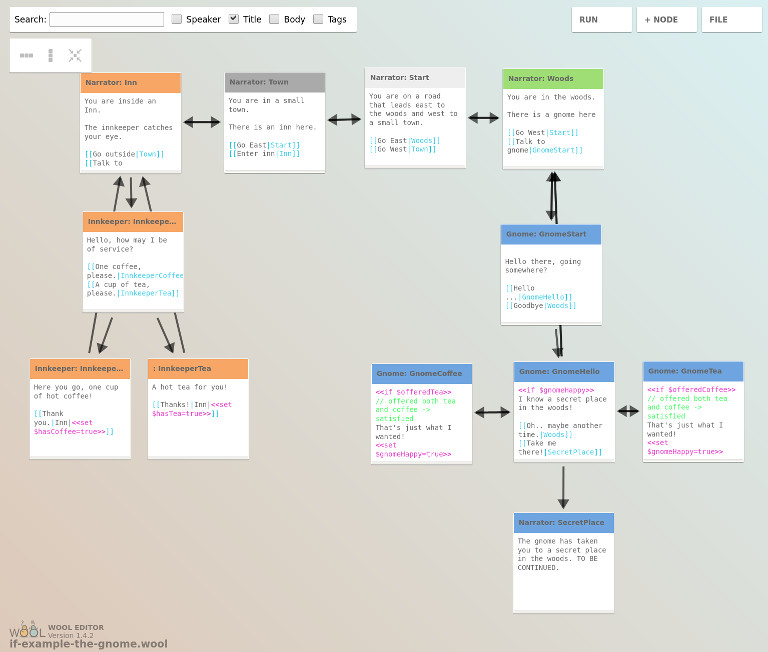 Search: Speaker Title Body Tags RUN + NODE FILE
Narrator: Inn
You are inside an
Inn.
The innkeeper catches
your eye.
[[Go outside|Town]]
[[Talk to
Narrator: Town
You are in a small
town.
There is an inn here.
[[Go East|Start]]
[[Enter inn|Inn]]
Narrator: Start
You are on a road
that leads east to
the woods and west to
a small town.
[[Go East|Woods]]
[[Go West|Town]]
Narrator: Woods
You are in the woods.
There is a gnome here
[[Go West|Start]]
[[Talk to
gnome|GnomeStart]]
Innkeeper: Innkeepe...
Hello, how may I be
of service?
[[One coffee,
please.|InnkeeperCoffee
[[A cup of tea,
please.|InnkeeperTea]]
Gnome: GnomeStart
Hello there, going
somewhere?
[[Hello
...|GnomeHello]]
[[Goodbye|Woods]]
Innkeeper: Innkeepe...
Here you go, one cup
of hot coffee!
[[Thank
you.|Inn|<<set
$hasCoffee=true>>]]
: InnkeeperTea
A hot tea for you!
[[Thanks!|Inn|<<set
$hasTea=true>>]]
Gnome: GnomeCoffee
<<if $offeredTea>>
// offered both tea
and coffee ->
satisfied
That's just what I
wanted!
<<set
$gnomeHappy=true>>
Gnome: GnomeHello
<<if $gnomeHappy>>
I know a secret place
in the woods!
[[Oh.. maybe another
time.|Woods]]
[[Take me
there!|SecretPlace]]
Gnome: GnomeTea
<<if $offeredCoffee>>
// offered both tea
and coffee ->
satisfied
That's just what I
wanted!
<<set
$gnomeHappy=true>>
Narrator: SecretPlace
The gnome has taken
you to a secret place
in the woods. TO BE
CONTINUED.
WOOL
WOOL EDITOR
Version 1.4.2
if-example-the-gnome.wool